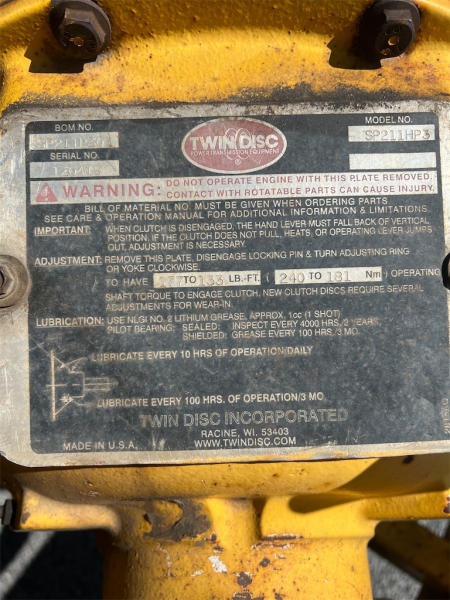 BOM NO.
MODEL NO.
TWIN DISC
POWER TRANSMISSION EQUIPMENT
SP211HP3
SERIAL NO.
WARNING: DO NOT OPERATE ENGINE WITH THIS PLATE REMOVED.
CONTACT WITH ROTATABLE PARTS CAN CAUSE INJURY.
BILL OF MATERIAL NO. MUST BE GIVEN WHEN ORDERING PARTS
SEE CARE & OPERATION MANUAL FOR ADDITIONAL INFORMATION & LIMITATIONS.
IMPORTANT: WHEN CLUTCH IS DISENGAGED, THE HAND LEVER MUST FALL BACK OF VERTICAL
POSITION. IF THE CLUTCH DOES NOT PULL, HEATS, OR OPERATING LEVER JUMPS
OUT, ADJUSTMENT IS NECESSARY.
ADJUSTMENT: REMOVE THIS PLATE, DISENGAGE LOCKING PIN & TURN ADJUSTING RING
OR YOKE CLOCKWISE.
TO HAVE 177 TO 133 LB.-FT. ( 240 TO 181 Nm) OPERATING
SHAFT TORQUE TO ENGAGE CLUTCH. NEW CLUTCH DISCS REQUIRE SEVERAL
ADJUSTMENTS FOR WEAR-IN.
LUBRICATION: USE NLGI NO. 2 LITHIUM GREASE, APPROX. 1cc (1 SHOT)
PILOT BEARING: SEALED: INSPECT EVERY 4000 HRS./2 YEARS
SHIELDED: GREASE EVERY 100 HRS./3 MO.
LUBRICATE EVERY 10 HRS OF OPERATION/DAILY
LUBRICATE EVERY 100 HRS. OF OPERATION/3 MO.
TWIN DISC INCORPORATED
RACINE, WI. 53403
MADE IN U.S.A. WWW.TWINDISC.COM